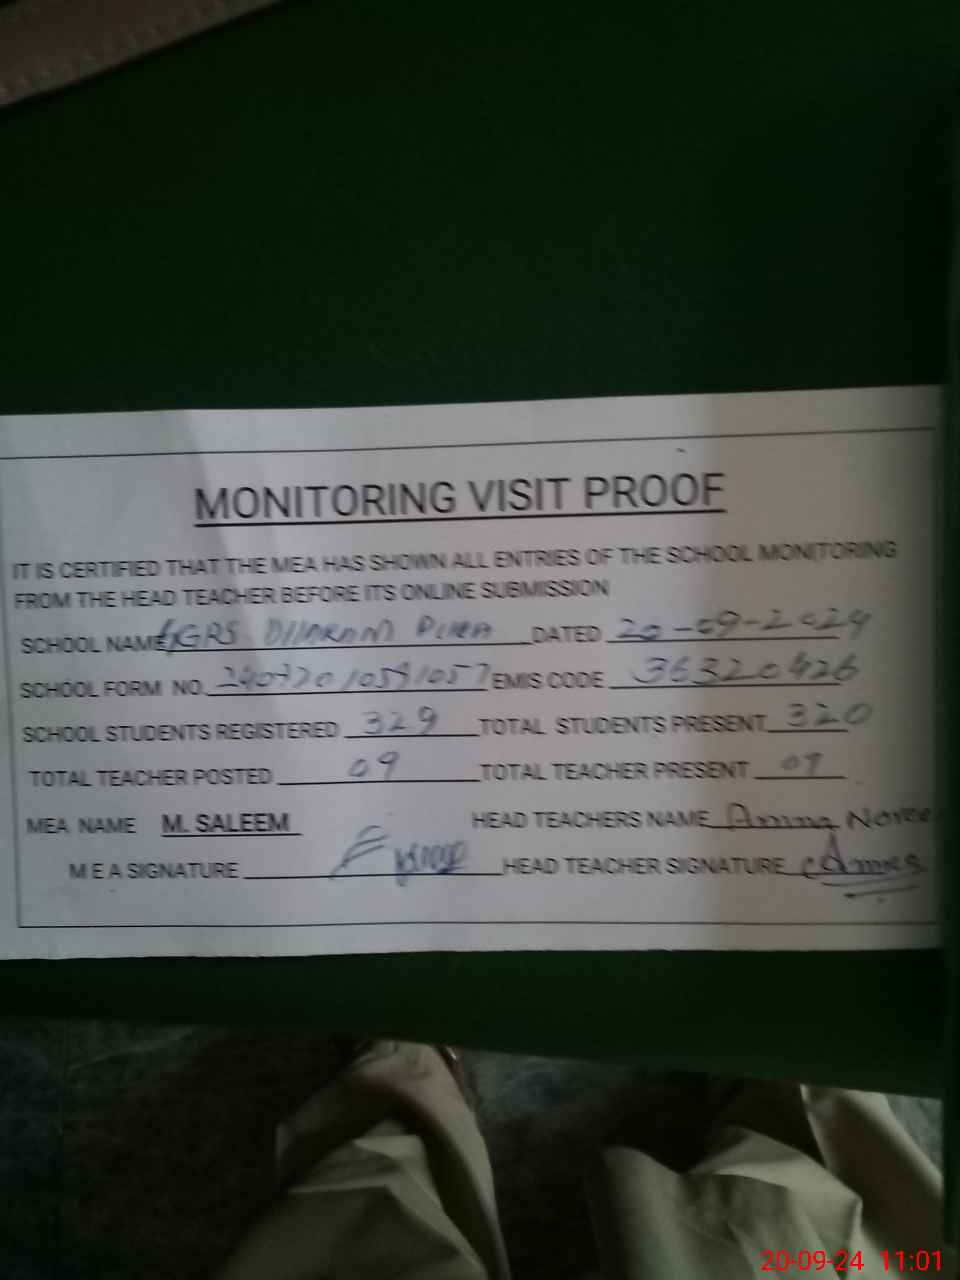 MONITORING VISIT PROOF
IT IS CERTIFIED THAT THE MEA HAS SHOWN ALL ENTRIES OF THE SCHOOL MONITORING
FROM THE HEAD TEACHER BEFORE ITS ONLINE SUBMISSION
SCHOOL NAME DATED 20-09-2024
SCHOOL FORM NO. EMIS CODE 36320426
SCHOOL STUDENTS REGISTERED 329 TOTAL STUDENTS PRESENT 320
TOTAL TEACHER POSTED 09 TOTAL TEACHER PRESENT
MEA NAME M. SALEEM HEAD TEACHERS NAME Amna
M E A SIGNATURE HEAD TEACHER SIGNATURE
20-09-24 11:01